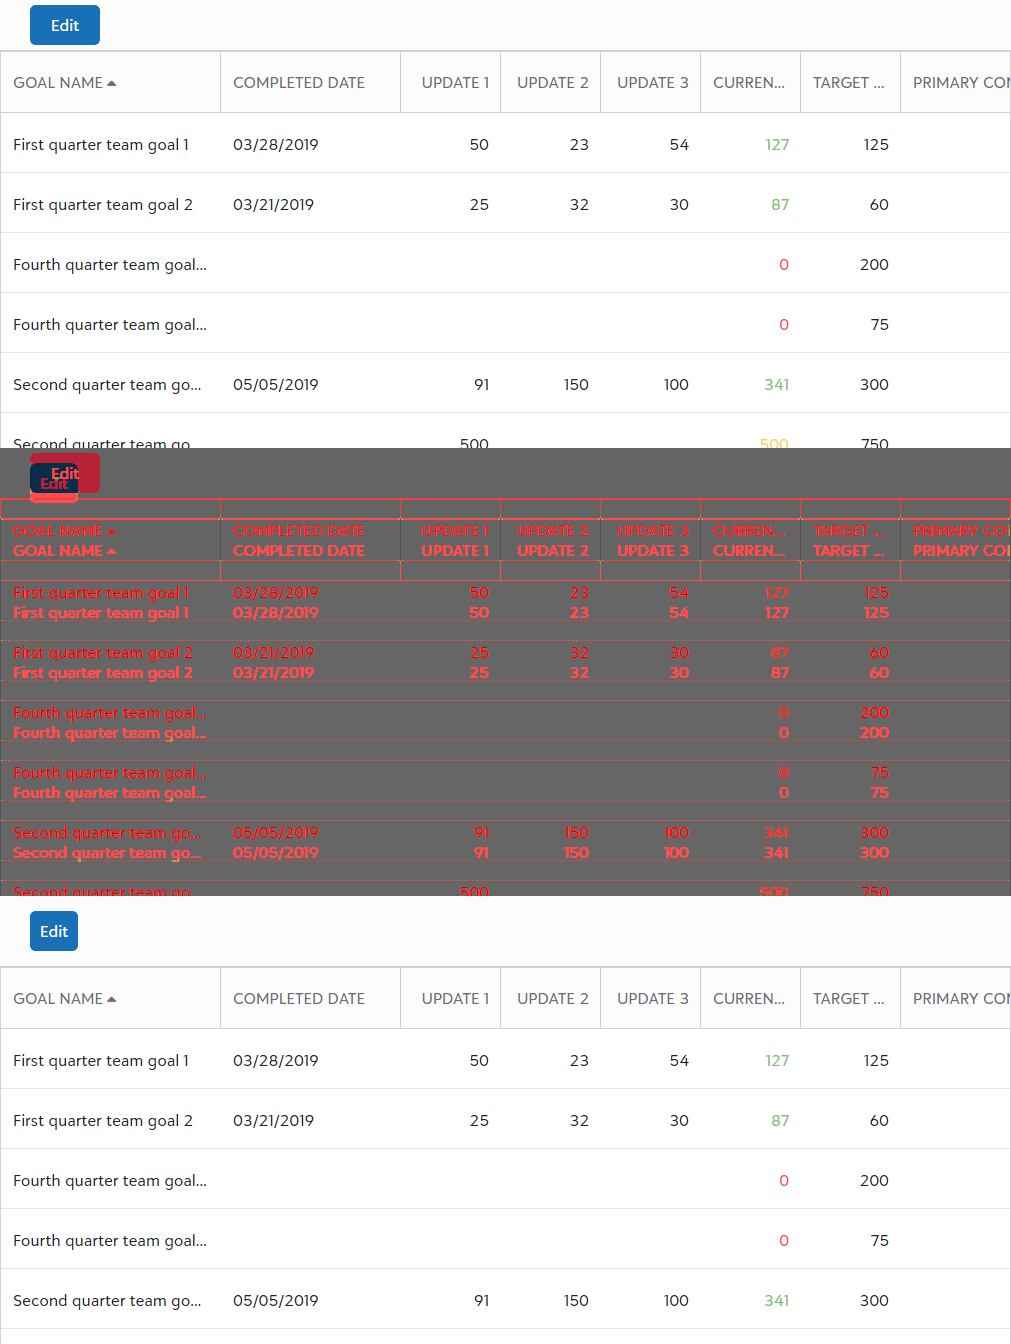 Edit
GOAL NAME COMPLETED DATE UPDATE 1 UPDATE 2 UPDATE 3 CURREN... TARGET ... PRIMARY CON
First quarter team goal 1 03/28/2019 50 23 54 127 125
First quarter team goal 2 03/21/2019 25 32 30 87 60
Fourth quarter team goal... 0 200
Fourth quarter team goal... 0 75
Second quarter team go... 05/05/2019 91 150 100 341 300
Second quarter team go 500 500 750
Edit
Edit
GOAL NAME COMPLETED DATE UPDATE 1 UPDATE 2 UPDATE 3 CURREN... TARGET ... PRIMARY CON
GOAL NAME COMPLETED DATE UPDATE 1 UPDATE 2 UPDATE 3 CURREN... TARGET ... PRIMARY CON
First quarter team goal 1 03/28/2019 50 23 54 127 125
First quarter team goal 1 03/28/2019 50 23 54 127 125
First quarter team goal 2 03/21/2019 25 32 30 87 60
First quarter team goal 2 03/21/2019 25 32 30 87 60
Fourth quarter team goal... 0 200
Fourth quarter team goal... 0 200
Fourth quarter team goal... 0 75
Fourth quarter team goal... 0 75
Second quarter team go... 05/05/2019 91 150 100 341 300
Second quarter team go... 05/05/2019 91 150 100 341 300
Second quarter team go 500 500 750
Edit
GOAL NAME COMPLETED DATE UPDATE 1 UPDATE 2 UPDATE 3 CURREN... TARGET ... PRIMARY CON
First quarter team goal 1 03/28/2019 50 23 54 127 125
First quarter team goal 2 03/21/2019 25 32 30 87 60
Fourth quarter team goal... 0 200
Fourth quarter team goal... 0 75
Second quarter team go... 05/05/2019 91 150 100 341 300